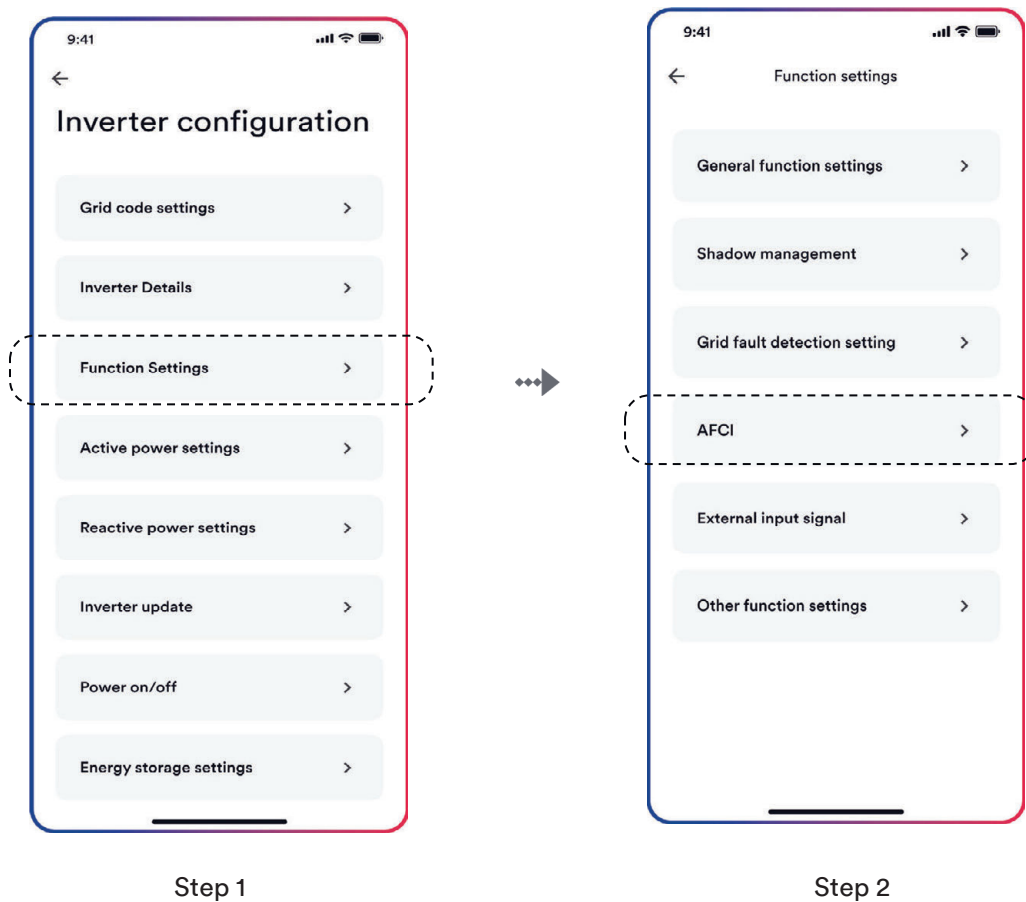 9:41
Inverter configuration
Grid code settings
Inverter Details
Function Settings
Active power settings
Reactive power settings
Inverter update
Power on/off
Energy storage settings
Step 1
9:41
Function settings
General function settings
Shadow management
Grid fault detection setting
AFCI
External input signal
Other function settings
Step 2